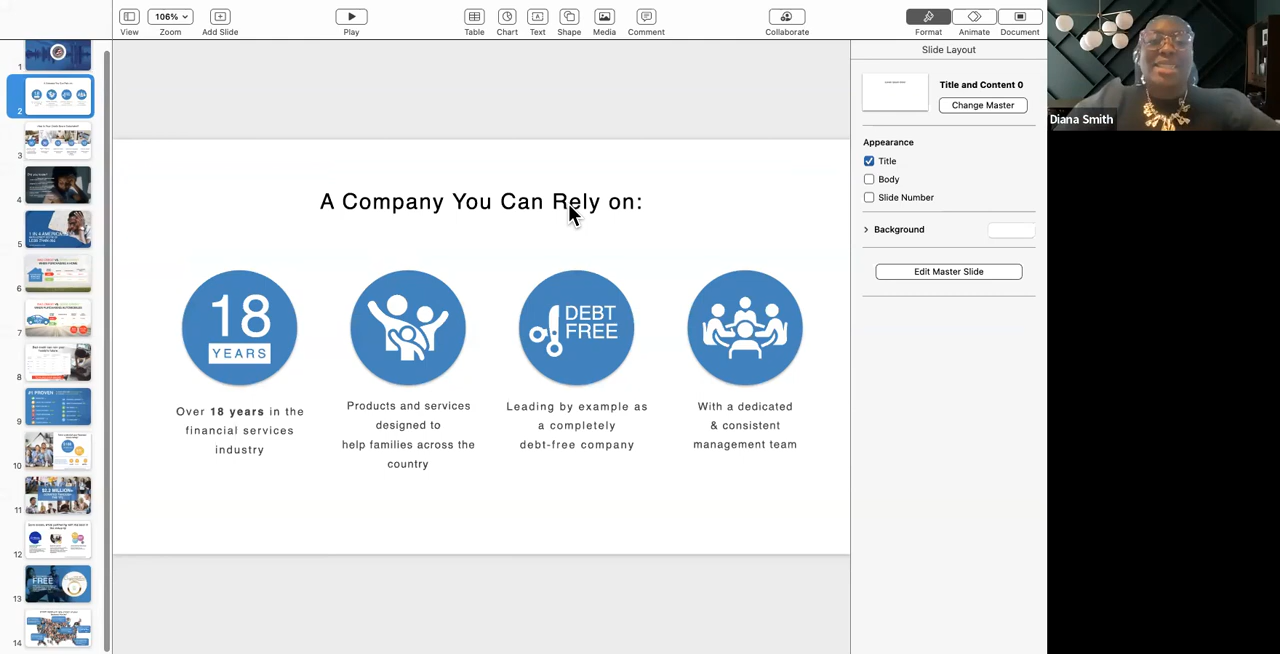 106%
View
Zoom
Add Slide
Play
Table
Chart
Text
Shape
Media
Comment
Collaborate
Format
Animate
Document
Slide Layout
Title and Content 0
Change Master
Appearance
Title
Body
Slide Number
Background
Edit Master Slide
Diana Smith
1
2
3
4
5
6
7
8
9
10
11
12
13
14
#1 PROVEN
FREE
A Company You Can Rely on:
18
YEARS
DEBT
FREE
Over 18 years in the
financial services
industry
Products and services
designed to
help families across the
country
Leading by example as
a completely
debt-free company
With a dedicated
& consistent
management team